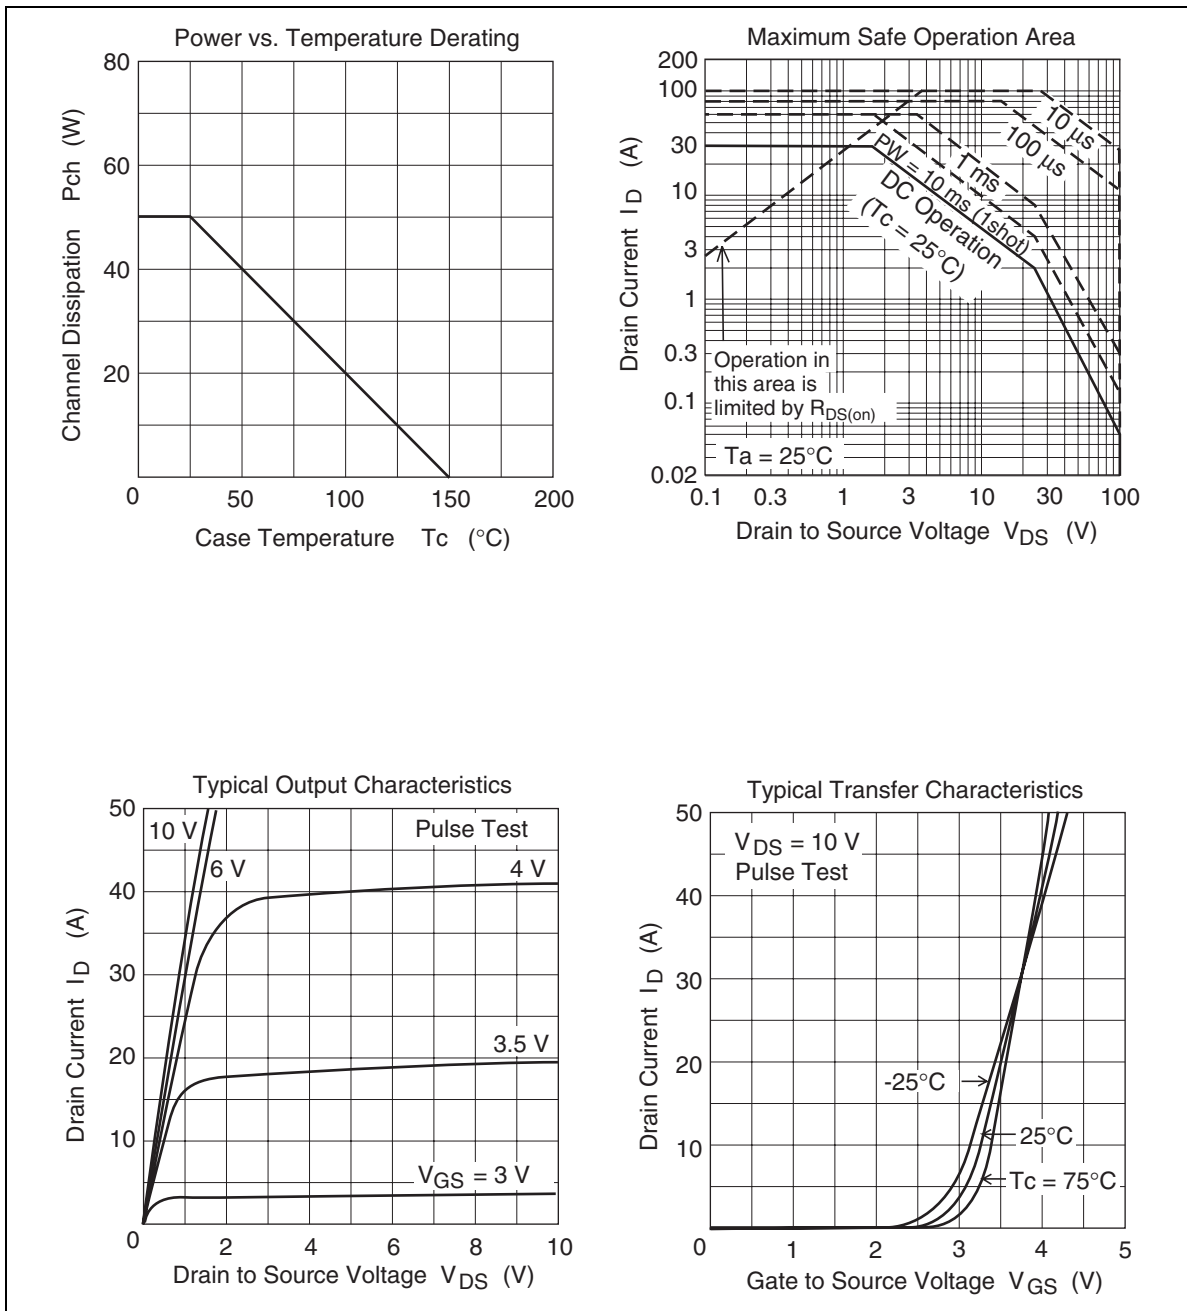 Power vs. Temperature Derating
80
60
40
20
0
50
100
150
200
Channel Dissipation Pch (W)
Case Temperature Tc (°C)
Maximum Safe Operation Area
200
100
30
10
3
1
0.3
0.1
0.02
0.1
0.3
1
3
10
30
100
Drain Current ID (A)
Drain to Source Voltage VDS (V)
10 µs
100 µs
1 ms
PW = 10 ms (1shot)
DC Operation
(Tc = 25°C)
Operation in
this area is
limited by RDS(on)
Ta = 25°C
Typical Output Characteristics
50
40
30
20
10
0
2
4
6
8
10
Drain Current ID (A)
Drain to Source Voltage VDS (V)
10 V
6 V
Pulse Test
4 V
3.5 V
VGS = 3 V
Typical Transfer Characteristics
50
40
30
20
10
0
1
2
3
4
5
Drain Current ID (A)
Gate to Source Voltage VGS (V)
VDS = 10 V
Pulse Test
-25°C
25°C
Tc = 75°C